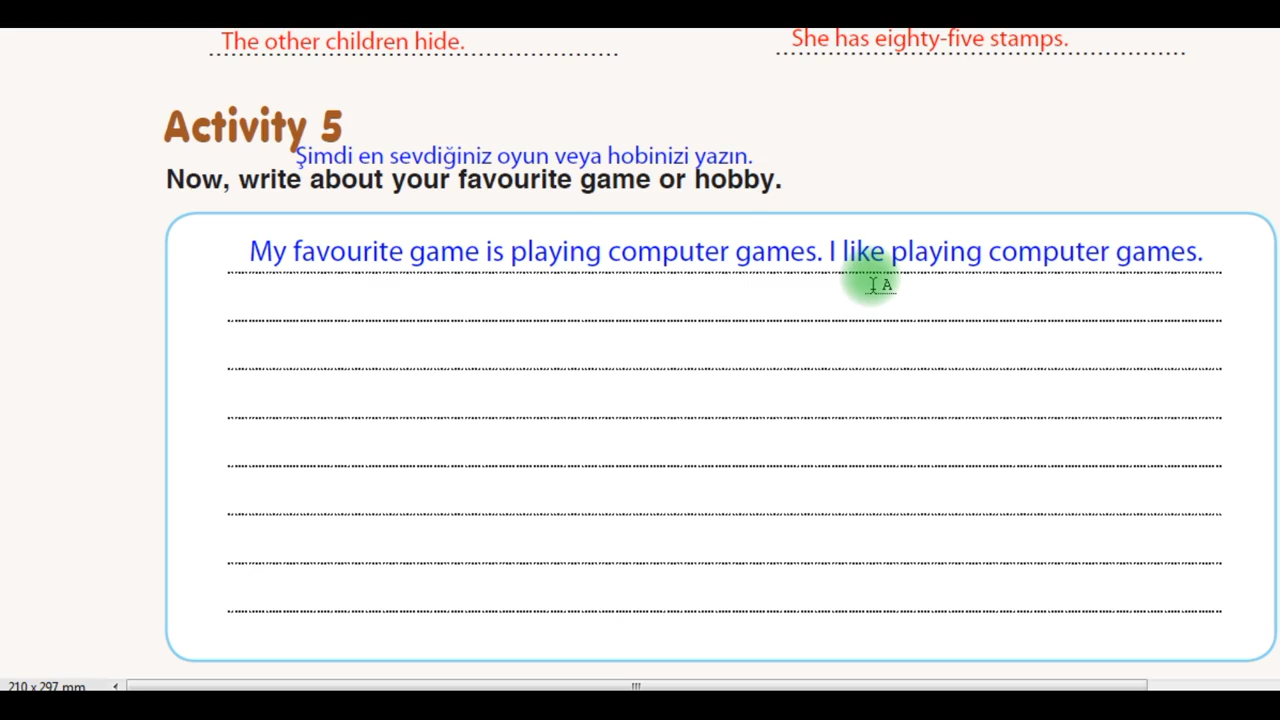 The other children hide.
She has eighty-five stamps.
Activity 5
Şimdi en sevdiğiniz oyun veya hobinizi yazın.
Now, write about your favourite game or hobby.
My favourite game is playing computer games. I like playing computer games.
A
210 x 297 mm